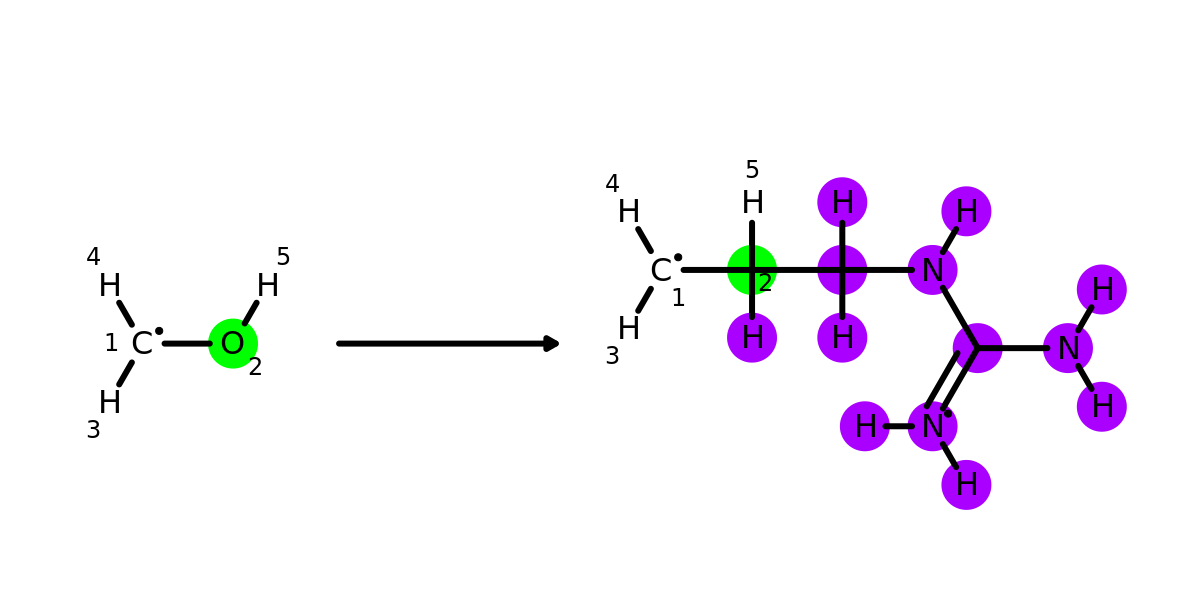 5
4 H H H
H H
C 2 N
1 H
4 5 H 3 H H
H H
1 C O N
2
H H
3 H N
H